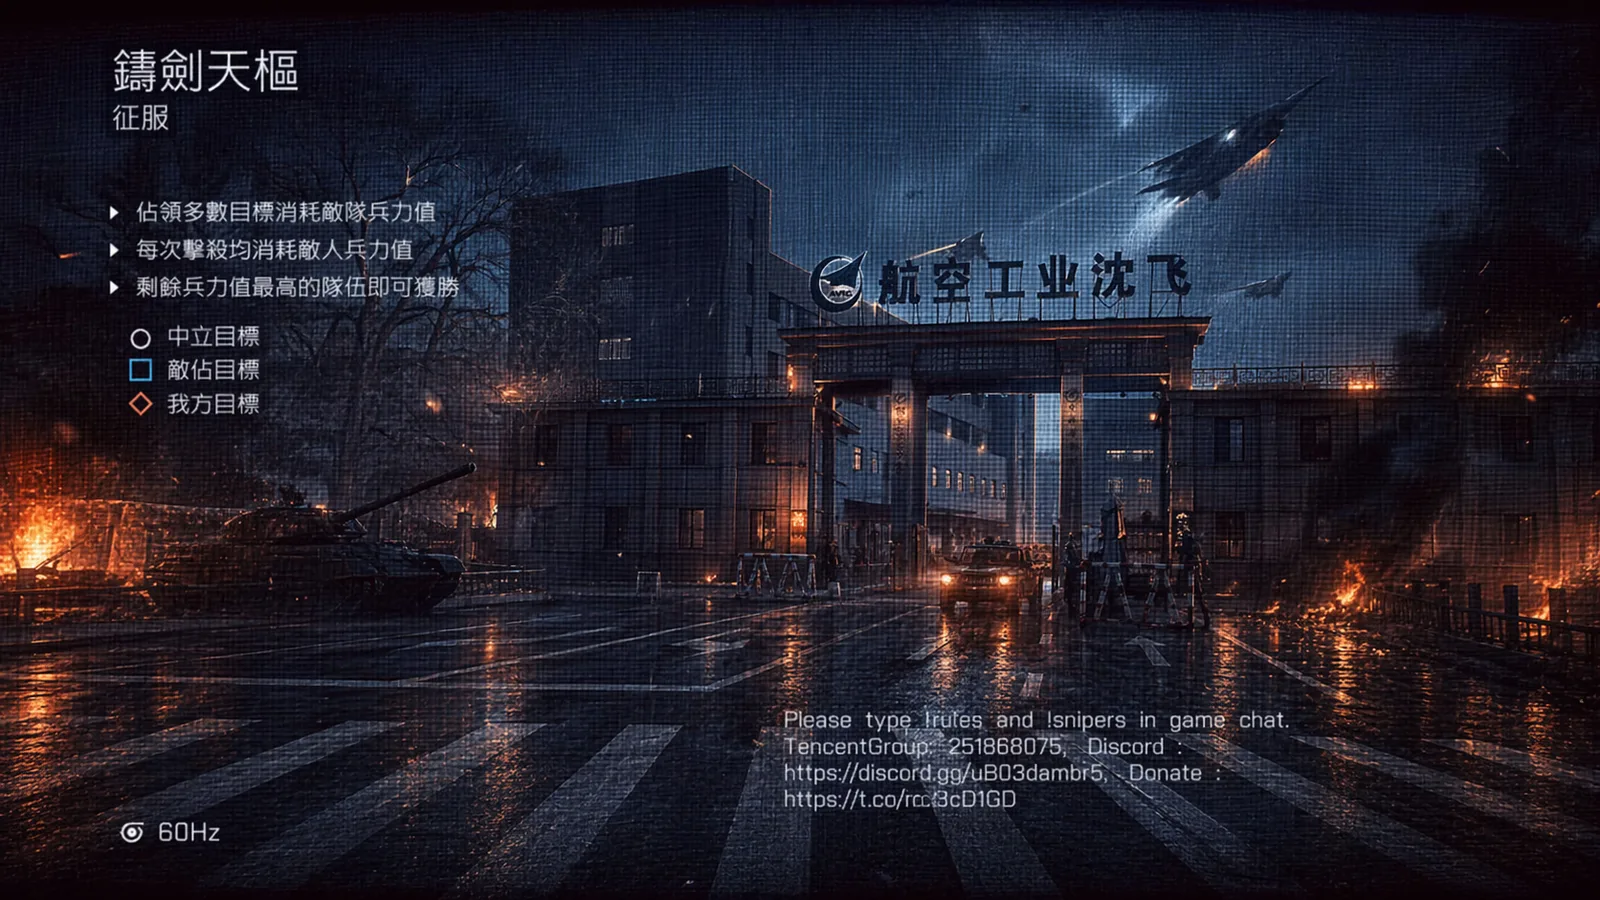 鑄劍天樞
征服
佔領多數目標消耗敵隊兵力值
每次擊殺均消耗敵人兵力值
剩餘兵力值最高的隊伍即可獲勝
中立目標
敵佔目標
我方目標
AVIC 航空工业沈飞
Please type !rules and !snipers in game chat.
TencentGroup: 251868075, Discord :
https://discord.gg/uB03dambr5, Donate :
60Hz